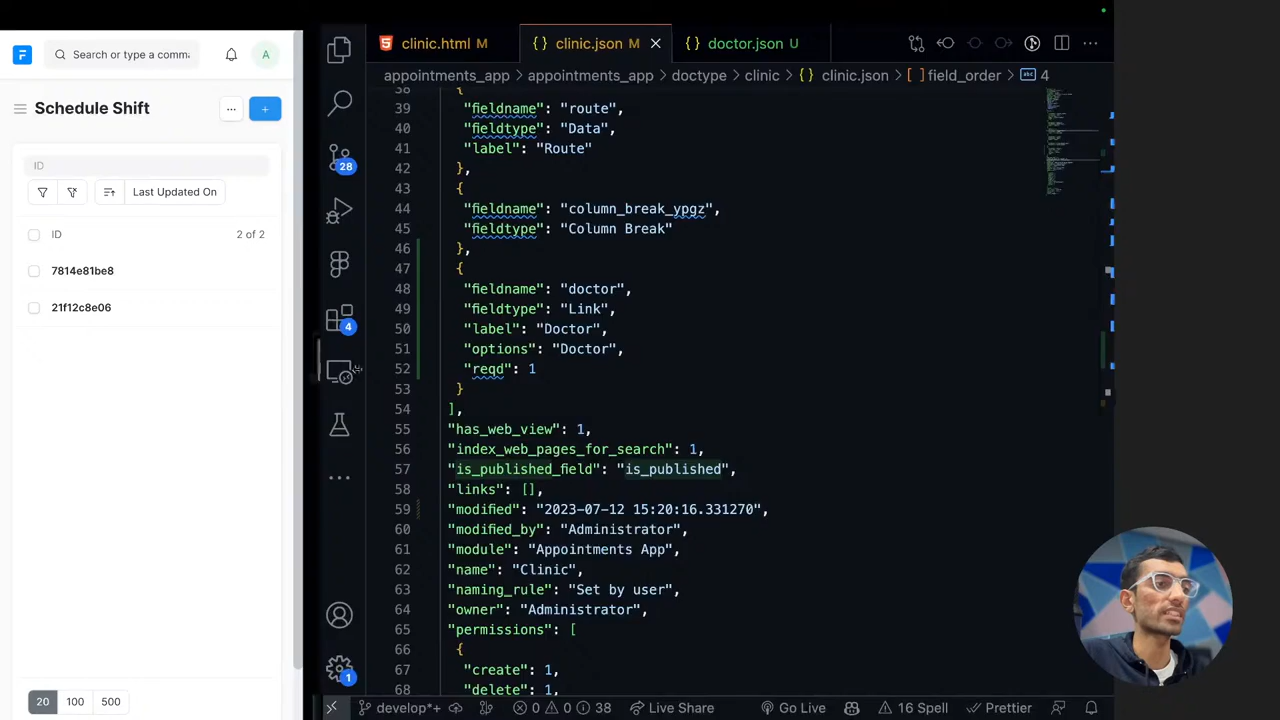 F
Search or type a comma
A
Schedule Shift
...
+
ID
Last Updated On
ID
2 of 2
7814e81be8
21f12c8e06
20
100
500
28
4
1
clinic.html M
{} clinic.json M
{} doctor.json M
appointments_app > appointments_app > doctype > clinic > {} clinic.json > [ ] field_order > abc 4
38 {
39 "fieldname": "route",
40 "fieldtype": "Data",
41 "label": "Route"
42 },
43 {
44 "fieldname": "column_break_ypgz",
45 "fieldtype": "Column Break"
46 },
47 {
48 "fieldname": "doctor",
49 "fieldtype": "Link",
50 "label": "Doctor",
51 "options": "Doctor",
52 "reqd": 1
53 }
54 ],
55 "has_web_view": 1,
56 "index_web_pages_for_search": 1,
57 "is_published_field": "is_published",
58 "links": [],
59 "modified": "2023-07-12 15:20:16.331270",
60 "modified_by": "Administrator",
61 "module": "Appointments App",
62 "name": "Clinic",
63 "naming_rule": "Set by user",
64 "owner": "Administrator",
65 "permissions": [
66 {
67 "create": 1,
68 "delete": 1,
develop*+
0 0 38
Live Share
Go Live
16 Spell
Prettier